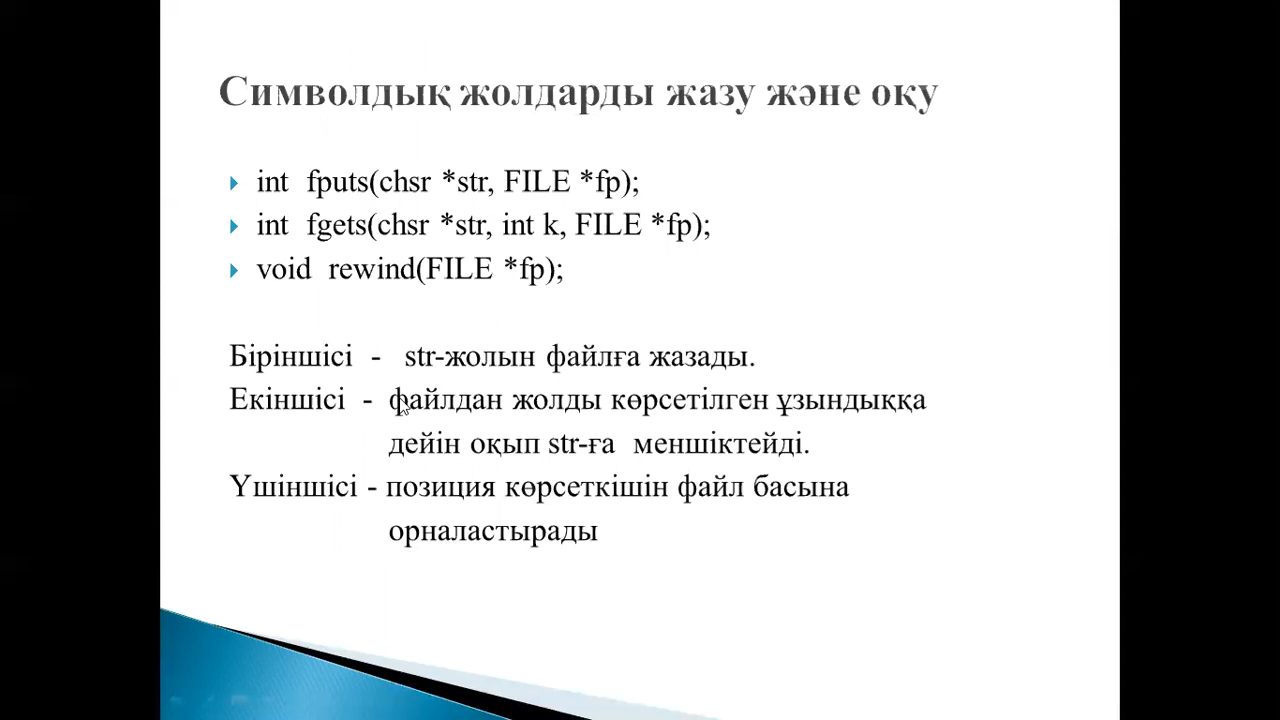 Символдық жолдарды жазу және оқу
int fputs(chsr *str, FILE *fp);
int fgets(chsr *str, int k, FILE *fp);
void rewind(FILE *fp);
Біріншісі - str-жолын файлға жазады.
Екіншісі - файлдан жолды көрсетілген ұзындыққа
дейін оқып str-ға меншіктейді.
Үшіншісі - позиция көрсеткішін файл басына
орналастырады